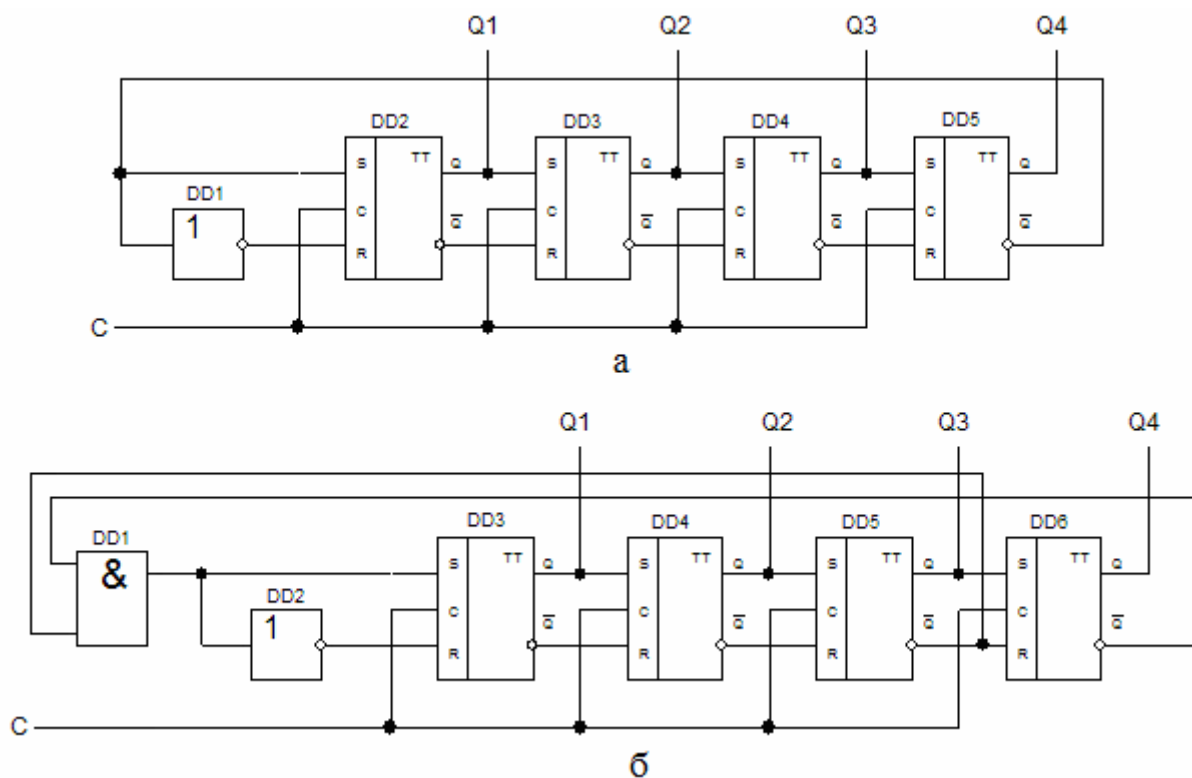 Q1 Q2 Q3 Q4
DD2 DD3 DD4 DD5
S TT Q S TT Q S TT Q S TT Q
DD1
1
C Q̅ C Q̅ C Q̅ C Q̅
R R R R
C
а
Q1 Q2 Q3 Q4
DD3 DD4 DD5 DD6
DD1
&
S TT Q S TT Q S TT Q S TT Q
DD2
1
C Q̅ C Q̅ C Q̅ C Q̅
R R R R
C
б